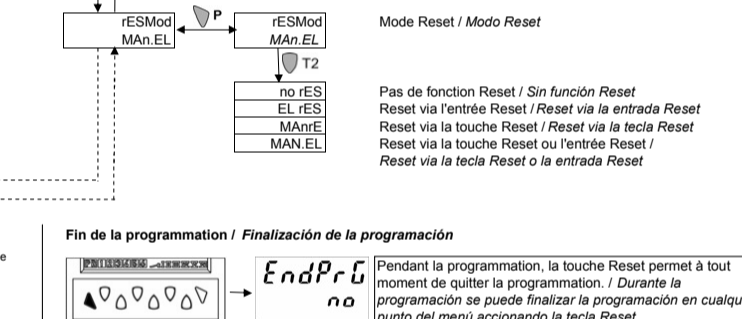 rESMod
MAn.EL
P
rESMod
MAn.EL
T2
Mode Reset / Modo Reset
no rES
EL rES
MAnrE
MAN.EL
Pas de fonction Reset / Sin función Reset
Reset via l'entrée Reset / Reset via la entrada Reset
Reset via la touche Reset / Reset via la tecla Reset
Reset via la touche Reset ou l'entrée Reset /
Reset via la tecla Reset o la entrada Reset
e
Fin de la programmation / Finalización de la programación
EndPrG
no
Pendant la programmation, la touche Reset permet à tout
moment de quitter la programmation. / Durante la
programación se puede finalizar la programación en cualqu
punto del menú accionando la tecla Reset